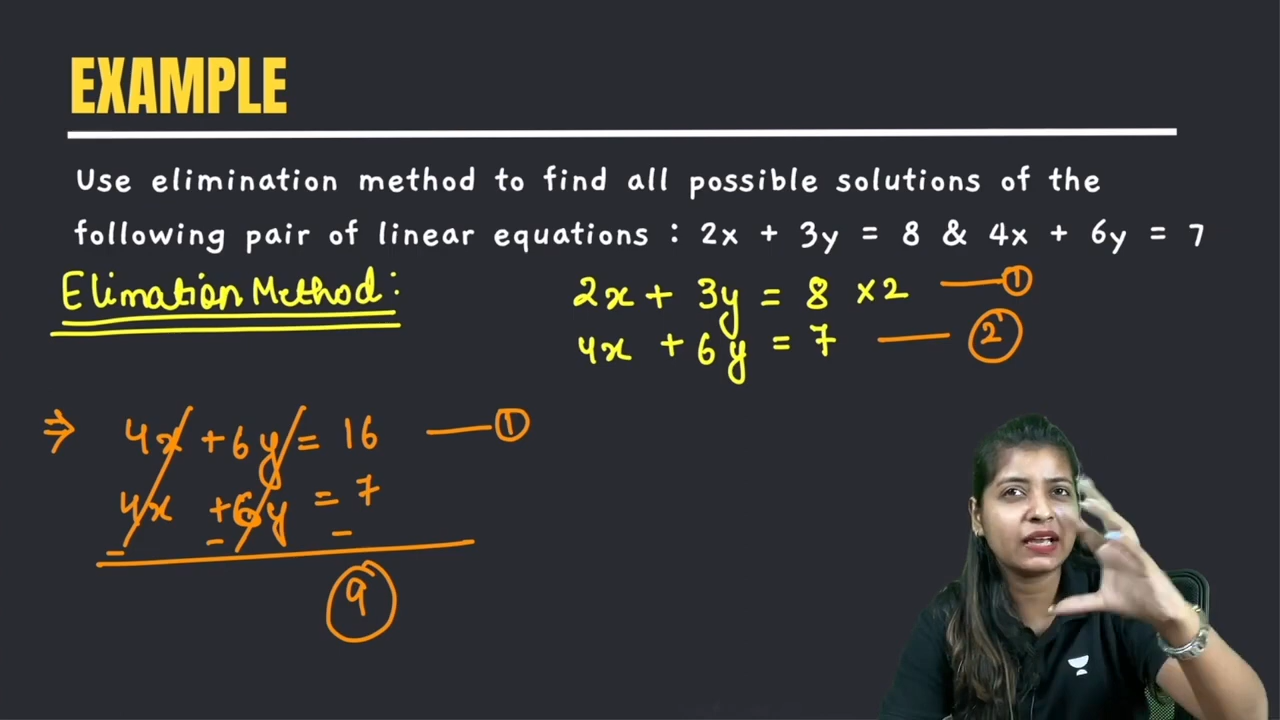 EXAMPLE
Use elimination method to find all possible solutions of the
following pair of linear equations : 2x + 3y = 8 & 4x + 6y = 7
Elimation Method:
2x + 3y = 8 ×2 —— ①
4x + 6y = 7 —— ②
⇒ 4x + 6y = 16 —— ①
4x + 6y = 7
- - -
9